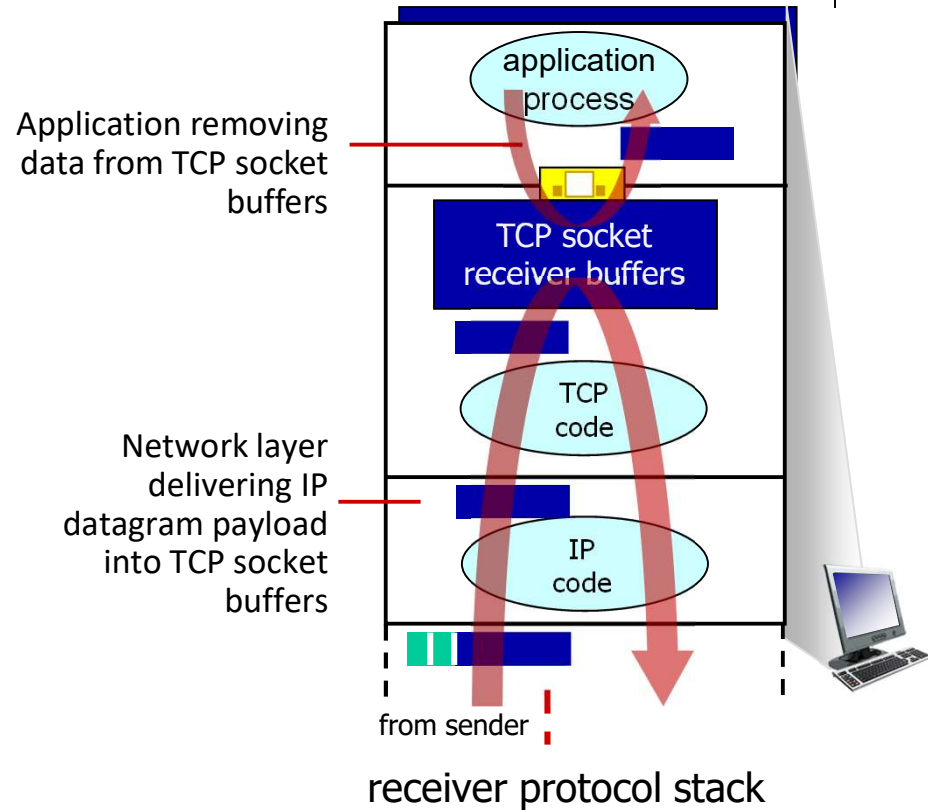 application
process
Application removing
data from TCP socket
buffers
TCP socket
receiver buffers
TCP
code
Network layer
delivering IP
datagram payload
into TCP socket
buffers
IP
code
from sender
receiver protocol stack